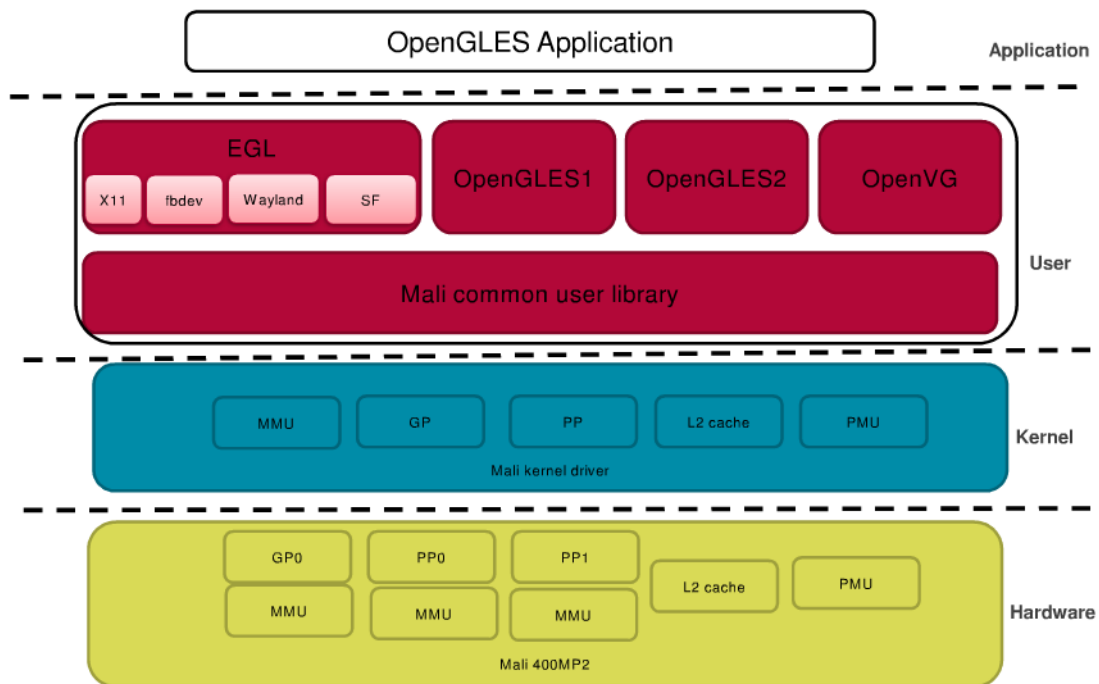 OpenGLES Application
Application
EGL
X11
fbdev
Wayland
SF
OpenGLES1
OpenGLES2
OpenVG
Mali common user library
User
MMU
GP
PP
L2 cache
PMU
Mali kernel driver
Kernel
GP0
PP0
PP1
MMU
MMU
MMU
L2 cache
PMU
Mali 400MP2
Hardware